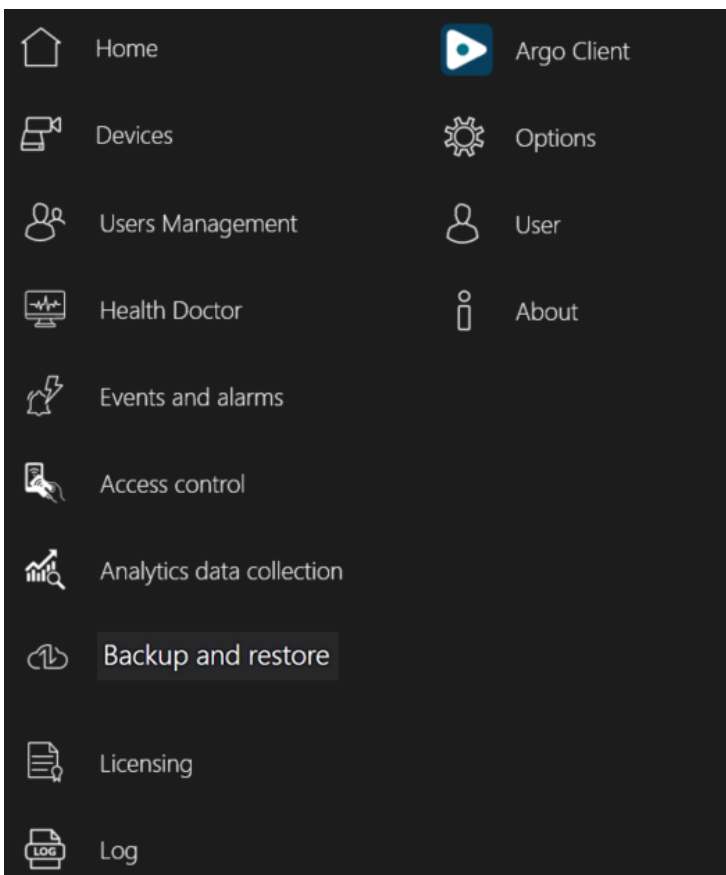 Home
Devices
Users Management
Health Doctor
Events and alarms
Access control
Analytics data collection
Backup and restore
Licensing
LOG
Log
Argo Client
Options
User
About